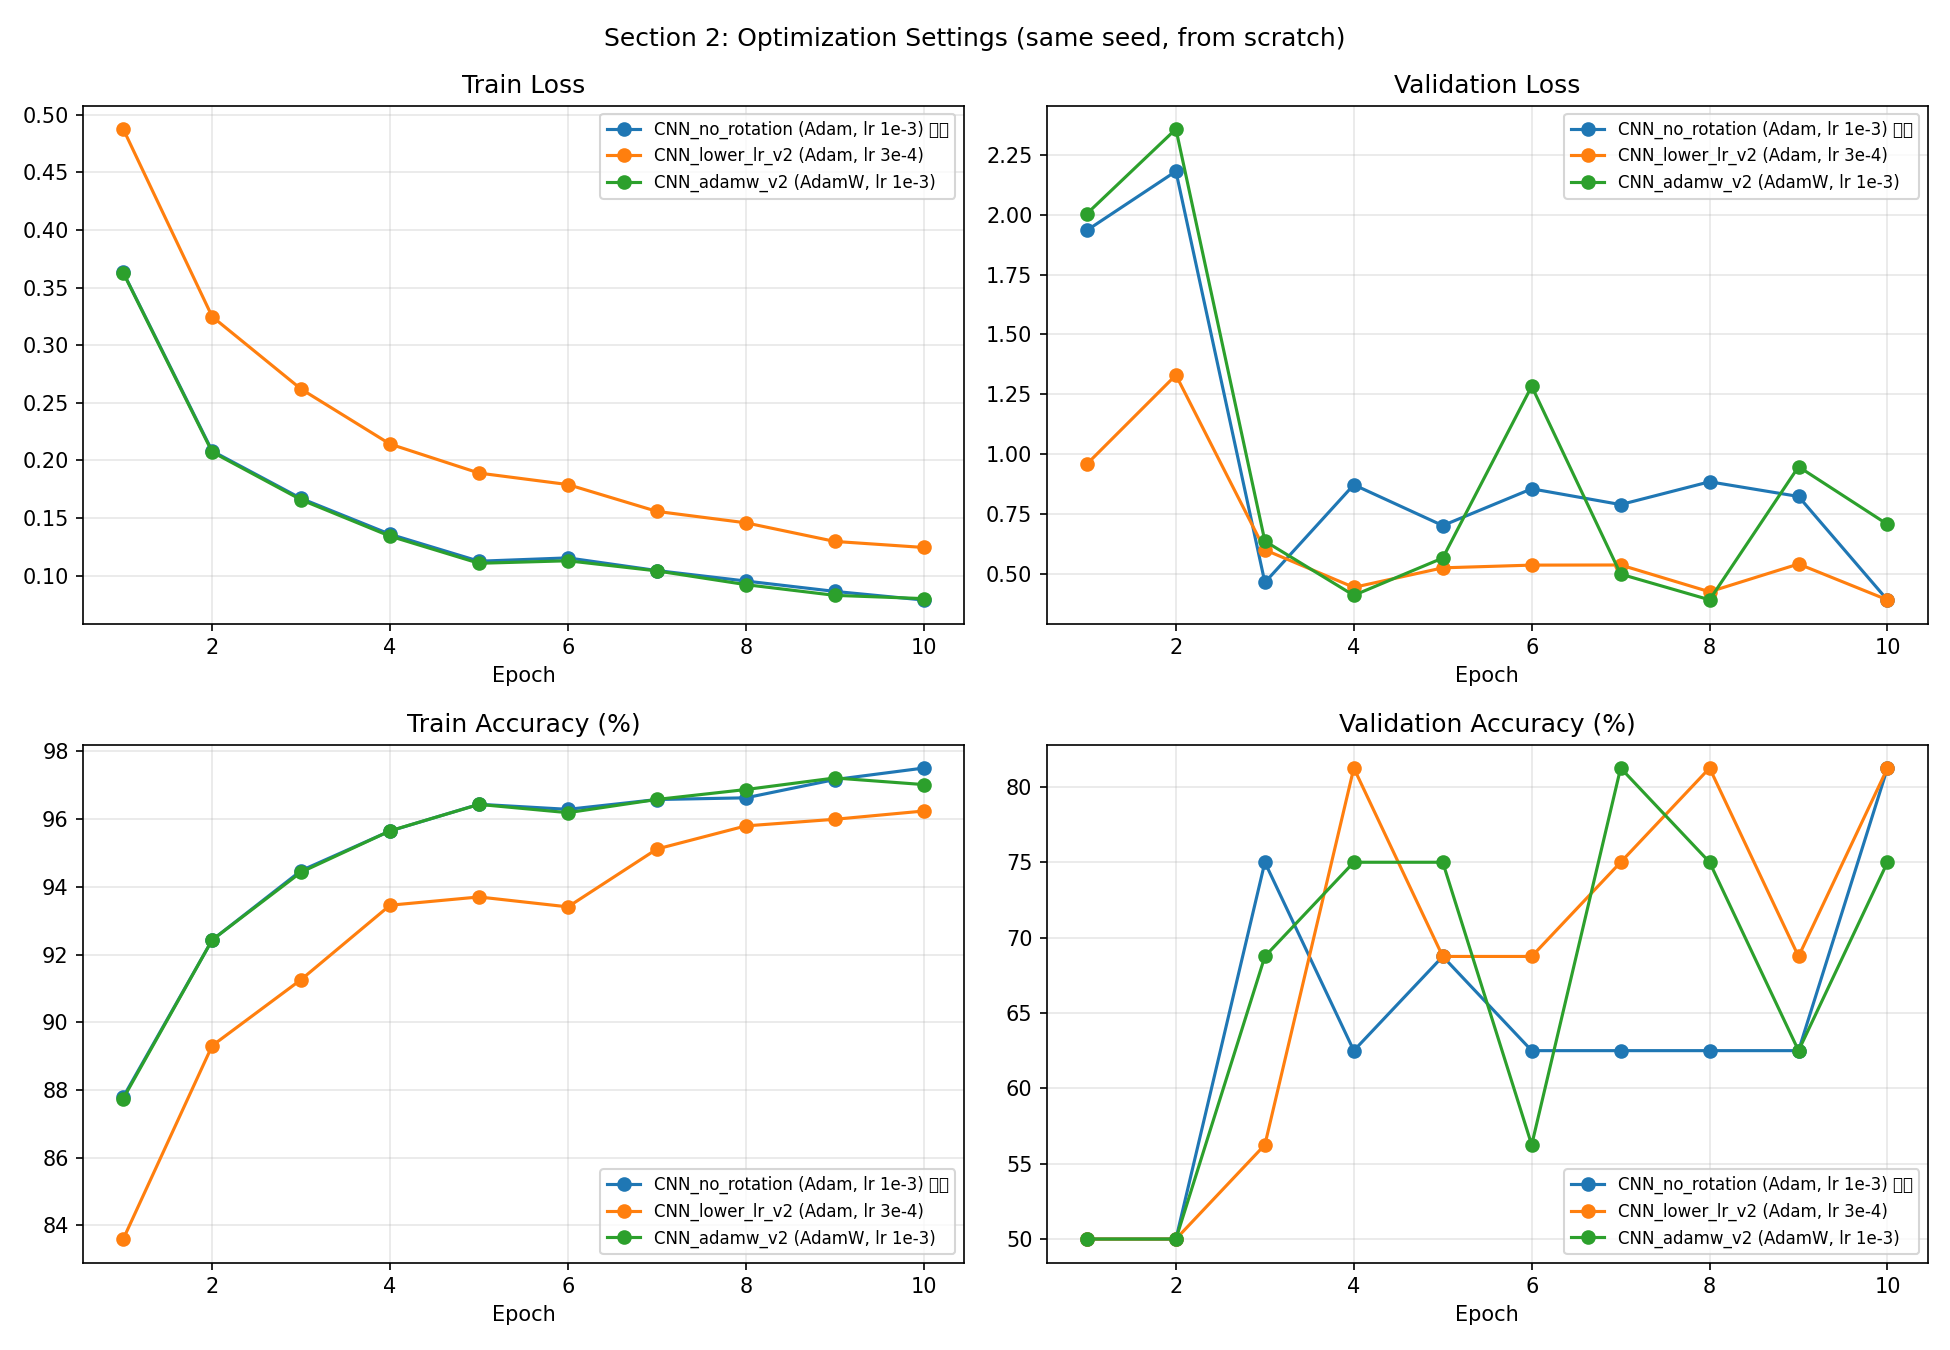 Section 2: Optimization Settings (same seed, from scratch)
Train Loss
0.50
0.45
0.40
0.35
0.30
0.25
0.20
0.15
0.10
2 4 6 8 10
Epoch
CNN_no_rotation (Adam, lr 1e-3)
CNN_lower_lr_v2 (Adam, lr 3e-4)
CNN_adamw_v2 (AdamW, lr 1e-3)
Validation Loss
2.25
2.00
1.75
1.50
1.25
1.00
0.75
0.50
2 4 6 8 10
Epoch
CNN_no_rotation (Adam, lr 1e-3)
CNN_lower_lr_v2 (Adam, lr 3e-4)
CNN_adamw_v2 (AdamW, lr 1e-3)
Train Accuracy (%)
98
96
94
92
90
88
86
84
2 4 6 8 10
Epoch
CNN_no_rotation (Adam, lr 1e-3)
CNN_lower_lr_v2 (Adam, lr 3e-4)
CNN_adamw_v2 (AdamW, lr 1e-3)
Validation Accuracy (%)
80
75
70
65
60
55
50
2 4 6 8 10
Epoch
CNN_no_rotation (Adam, lr 1e-3)
CNN_lower_lr_v2 (Adam, lr 3e-4)
CNN_adamw_v2 (AdamW, lr 1e-3)